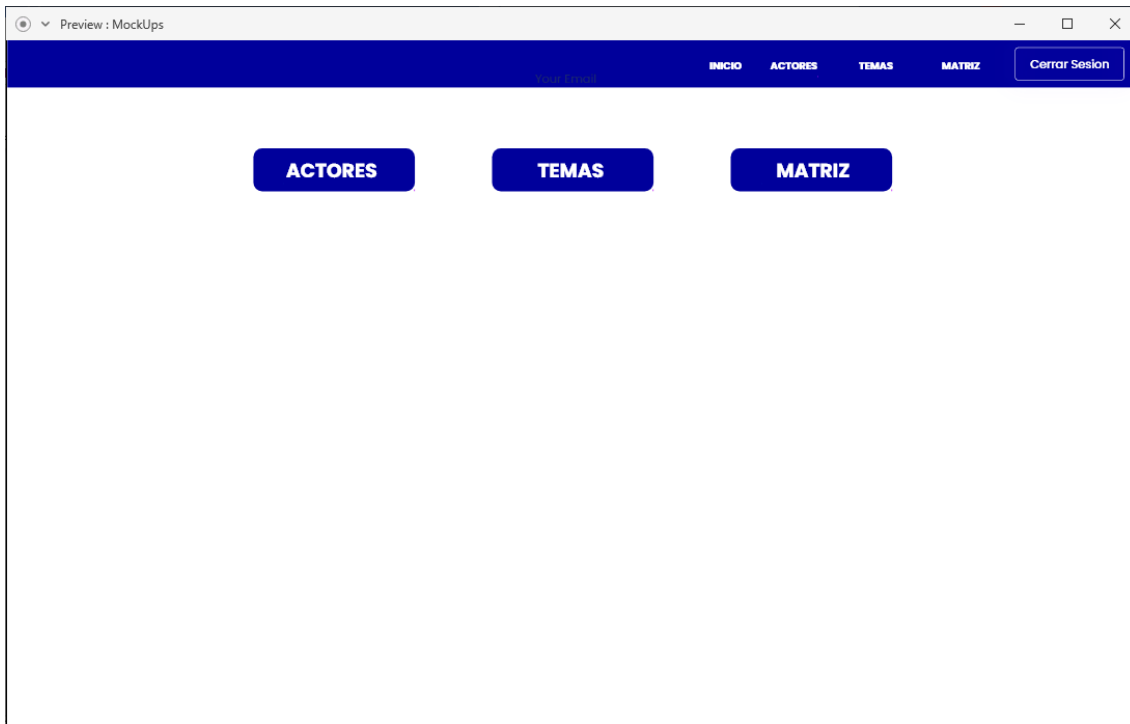 Preview : MockUps
INICIO ACTORES TEMAS MATRIZ Cerrar Sesion
Your Email
ACTORES TEMAS MATRIZ